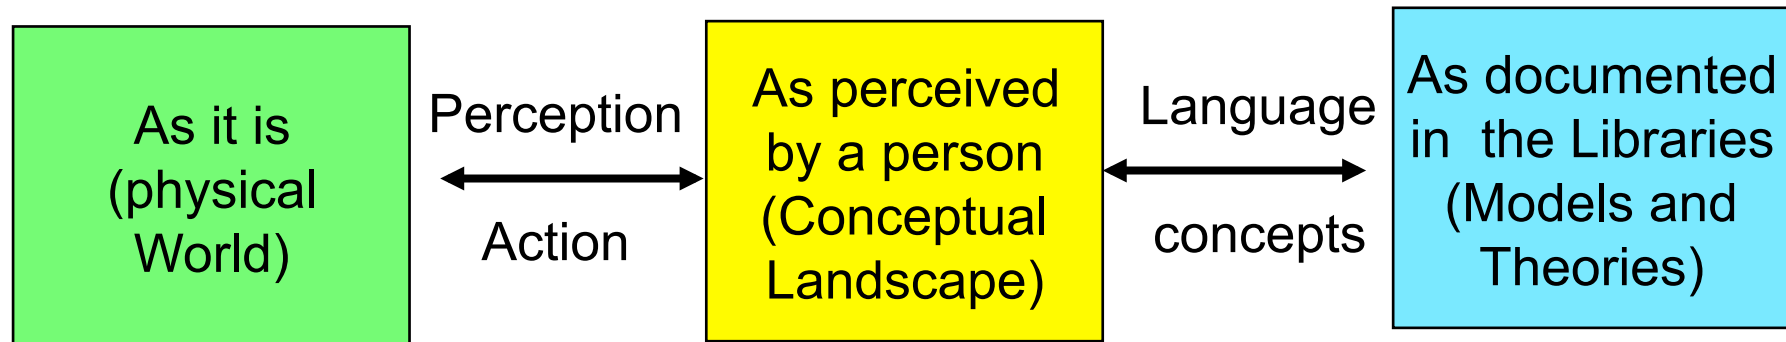 As it is
(physical
World)
Perception
Action
As perceived
by a person
(Conceptual
Landscape)
Language
concepts
As documented
in  the Libraries
(Models and
Theories)